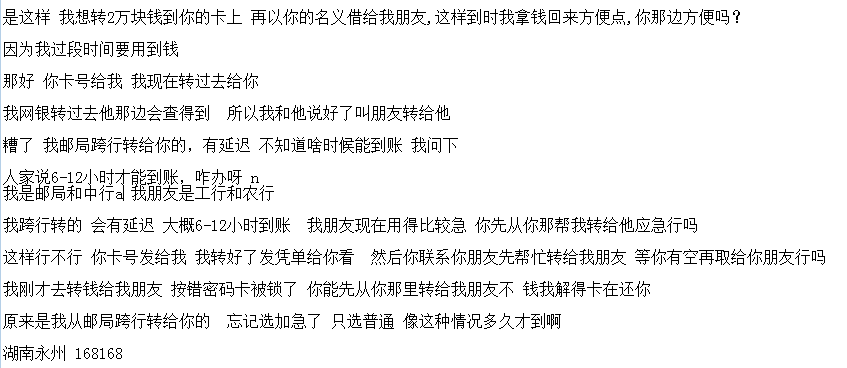 是这样 我想转2万块钱到你的卡上 再以你的名义借给我朋友,这样到时我拿钱回来方便点,你那边方便吗？
因为我过段时间要用到钱
那好 你卡号给我 我现在转过去给你
我网银转过去他那边会查得到  所以我和他说好了叫朋友转给他
糟了 我邮局跨行转给你的，有延迟 不知道啥时候能到账 我问下
人家说6-12小时才能到账，咋办呀 n
我是邮局和中行a 我朋友是工行和农行
我跨行转的 会有延迟 大概6-12小时到账  我朋友现在用得比较急 你先从你那帮我转给他应急行吗
这样行不行 你卡号发给我 我转好了发凭单给你看  然后你联系你朋友先帮忙转给我朋友 等你有空再取给你朋友行吗
我刚才去转钱给我朋友 按错密码卡被锁了 你能先从你那里转给我朋友不 钱我解得卡在还你
原来是我从邮局跨行转给你的  忘记选加急了 只选普通 像这种情况多久才到啊
湖南永州 168168